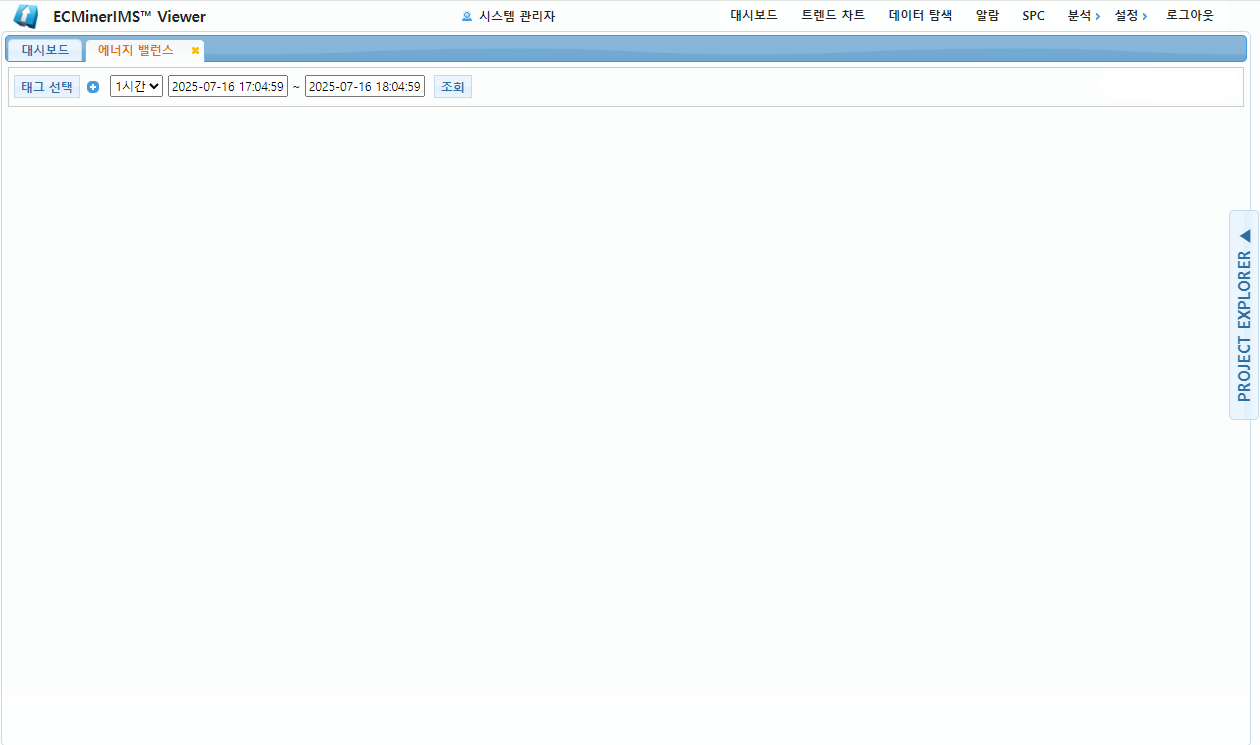 ECMinerIMS™ Viewer 시스템 관리자 대시보드 트렌드 차트 데이터 탐색 알람 SPC 분석 설정 로그아웃
대시보드 에너지 밸런스
태그 선택 1시간 2025-07-16 17:04:59 ~ 2025-07-16 18:04:59 조회
PROJECT EXPLORER